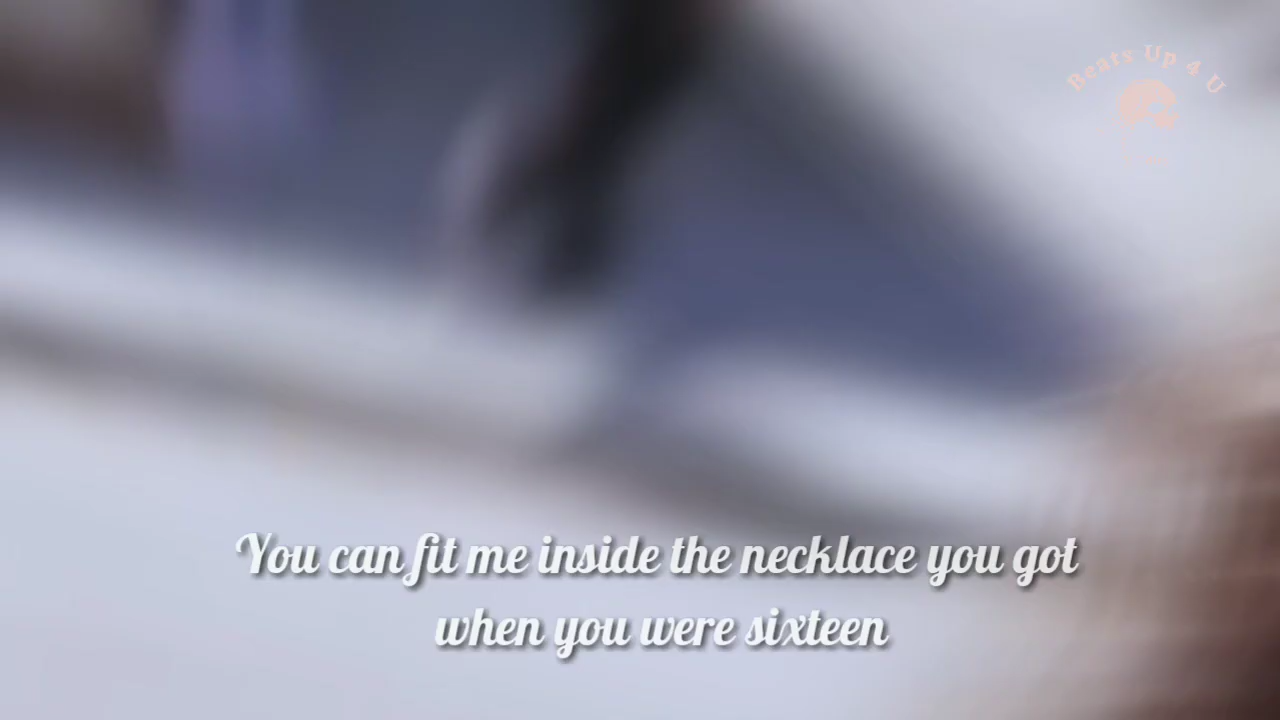 Beats Up 4 U
You can fit me inside the necklace you got
when you were sixteen